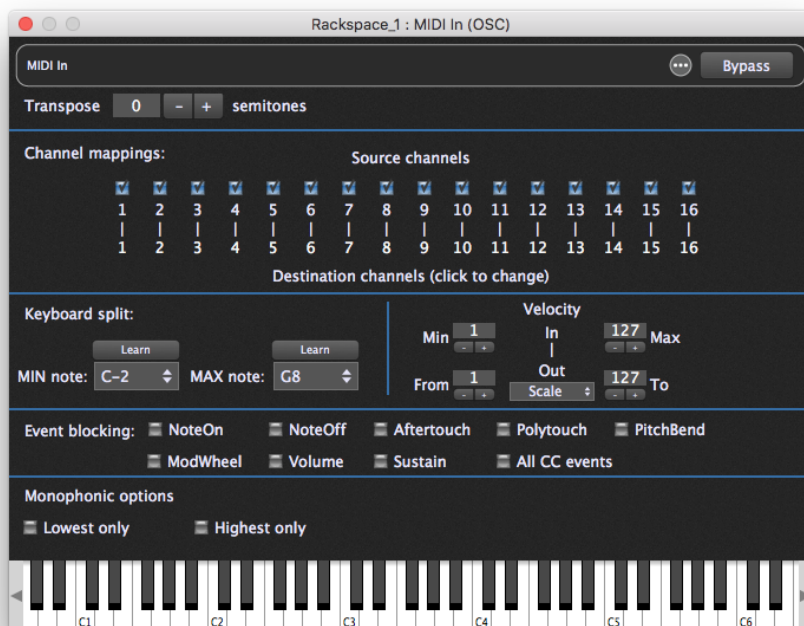 Rackspace_1 : MIDI In (OSC)
MIDI In
Bypass
Transpose 0 - + semitones
Channel mappings:
Source channels
1 2 3 4 5 6 7 8 9 10 11 12 13 14 15 16
1 2 3 4 5 6 7 8 9 10 11 12 13 14 15 16
Destination channels (click to change)
Keyboard split:
Learn Learn
MIN note: C-2 MAX note: G8
Velocity
Min 1 - + In 127 - + Max
Out
From 1 - + Scale 127 - + To
Event blocking: NoteOn NoteOff Aftertouch Polytouch PitchBend
ModWheel Volume Sustain All CC events
Monophonic options
Lowest only Highest only
C1 C2 C3 C4 C5 C6